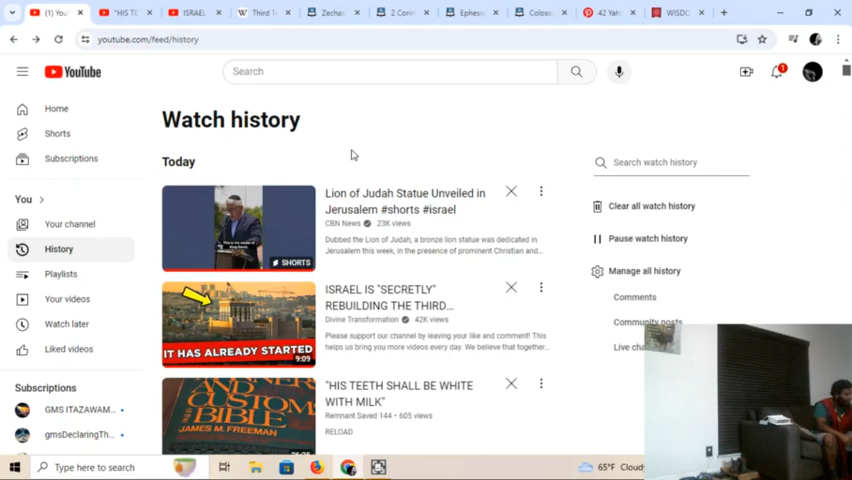 (1) You
"HIS TE
ISRAEL
Third T
Zecha
2 Corin
Ephesi
Coloss
42 Yah
WISDO
youtube.com/feed/history
YouTube
Search
1
Home
Shorts
Subscriptions
You
Your channel
History
Playlists
Your videos
Watch later
Liked videos
Subscriptions
GMS ITAZAWAM...
gmsDeclaringTh...
Watch history
Today
SHORTS
Lion of Judah Statue Unveiled in
Jerusalem #shorts #israel
CBN News 23K views
Dubbed the Lion of Judah, a bronze lion statue was dedicated in
Jerusalem this week, in the presence of prominent Christian and...
IT HAS ALREADY STARTED
9:09
ISRAEL IS "SECRETLY"
REBUILDING THE THIRD...
Divine Transformation 42K views
Please support our channel by leaving your like and comment! This
helps us bring you more videos every day. We believe that together...
AND CUSTOMS
BIBLE
JAMES M. FREEMAN
"HIS TEETH SHALL BE WHITE
WITH MILK"
Remnant Saved 144 • 605 views
RELOAD
Search watch history
Clear all watch history
Pause watch history
Manage all history
Comments
Community posts
Live cha
Type here to search
65°F Cloudy